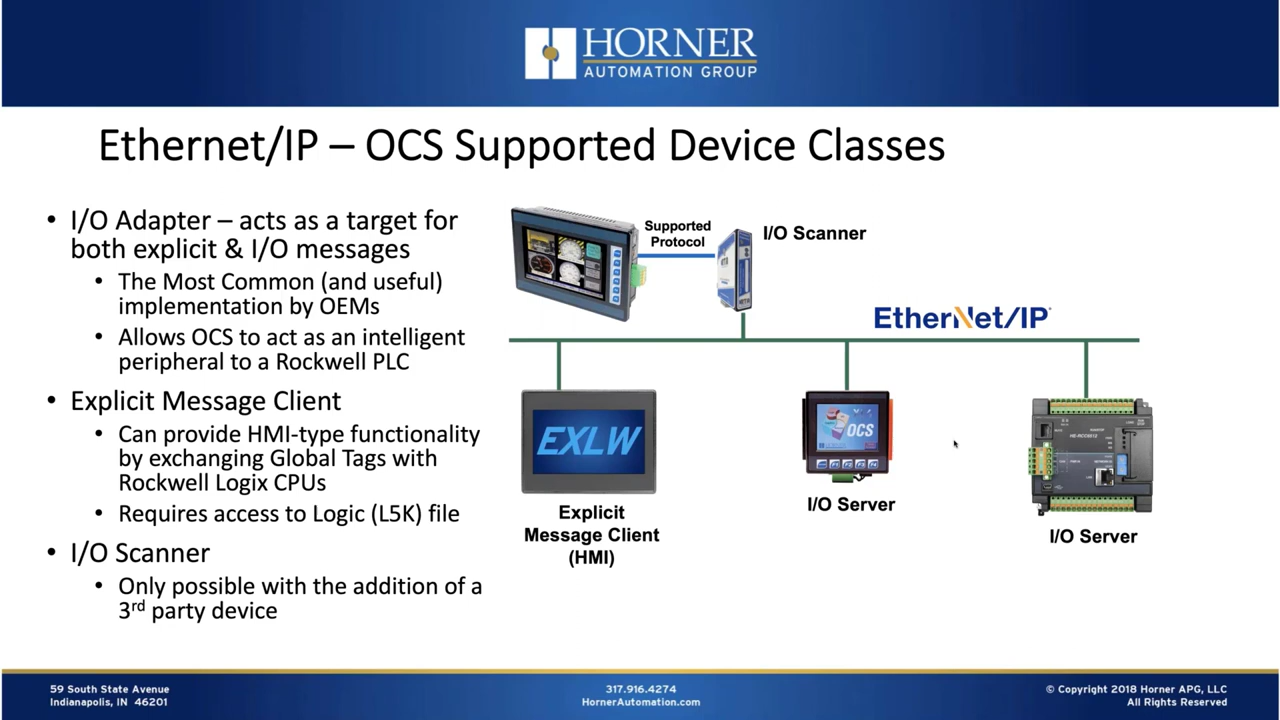 HORNER
AUTOMATION GROUP
Ethernet/IP – OCS Supported Device Classes
• I/O Adapter – acts as a target for
both explicit & I/O messages
• The Most Common (and useful)
implementation by OEMs
• Allows OCS to act as an intelligent
peripheral to a Rockwell PLC
• Explicit Message Client
• Can provide HMI-type functionality
by exchanging Global Tags with
Rockwell Logix CPUs
• Requires access to Logic (L5K) file
• I/O Scanner
• Only possible with the addition of a
3rd party device
Supported
Protocol
I/O Scanner
EtherNet/IP
EXLW
Explicit
Message Client
(HMI)
OCS
I/O Server
I/O Server
59 South State Avenue
Indianapolis, IN 46201
317.916.4274
HornerAutomation.com
© Copyright 2018 Horner APG, LLC
All Rights Reserved